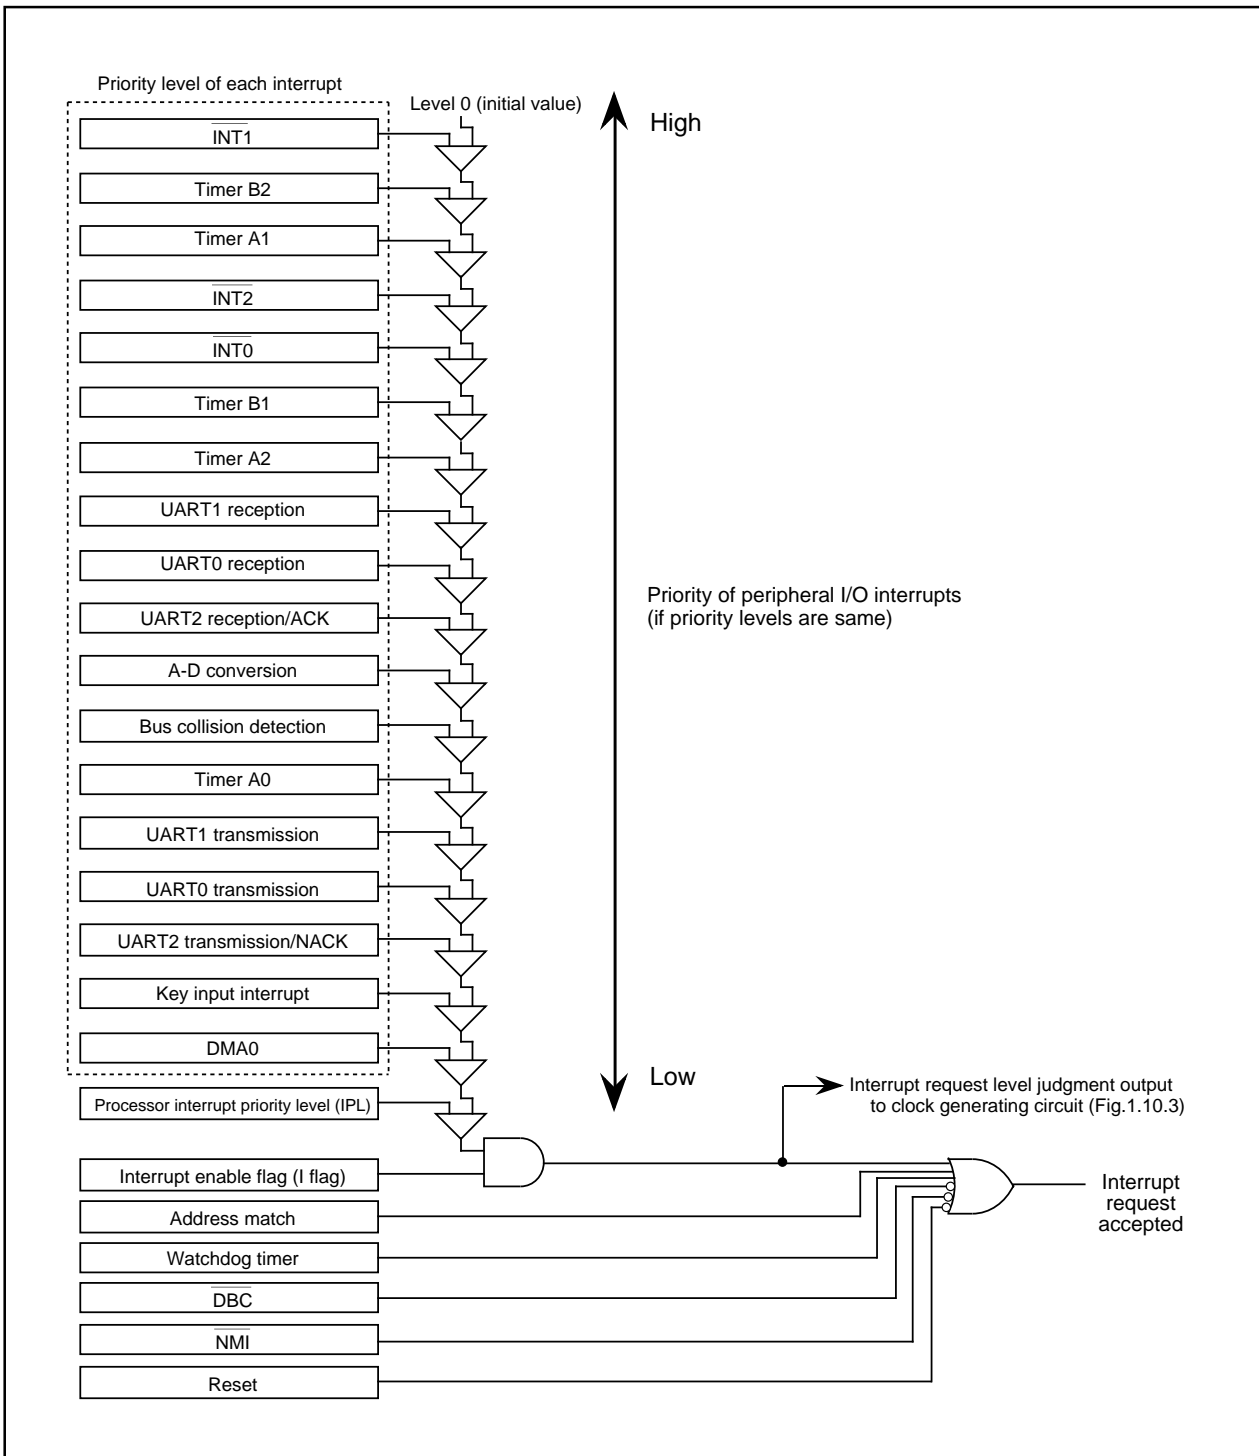 Priority level of each interrupt
Level 0 (initial value)
High
INT1
Timer B2
Timer A1
INT2
INT0
Timer B1
Timer A2
UART1 reception
UART0 reception
UART2 reception/ACK
Priority of peripheral I/O interrupts
(if priority levels are same)
A-D conversion
Bus collision detection
Timer A0
UART1 transmission
UART0 transmission
UART2 transmission/NACK
Key input interrupt
DMA0
Low
Processor interrupt priority level (IPL)
Interrupt request level judgment output
to clock generating circuit (Fig.1.10.3)
Interrupt enable flag (I flag)
Address match
Watchdog timer
DBC
NMI
Reset
Interrupt
request
accepted